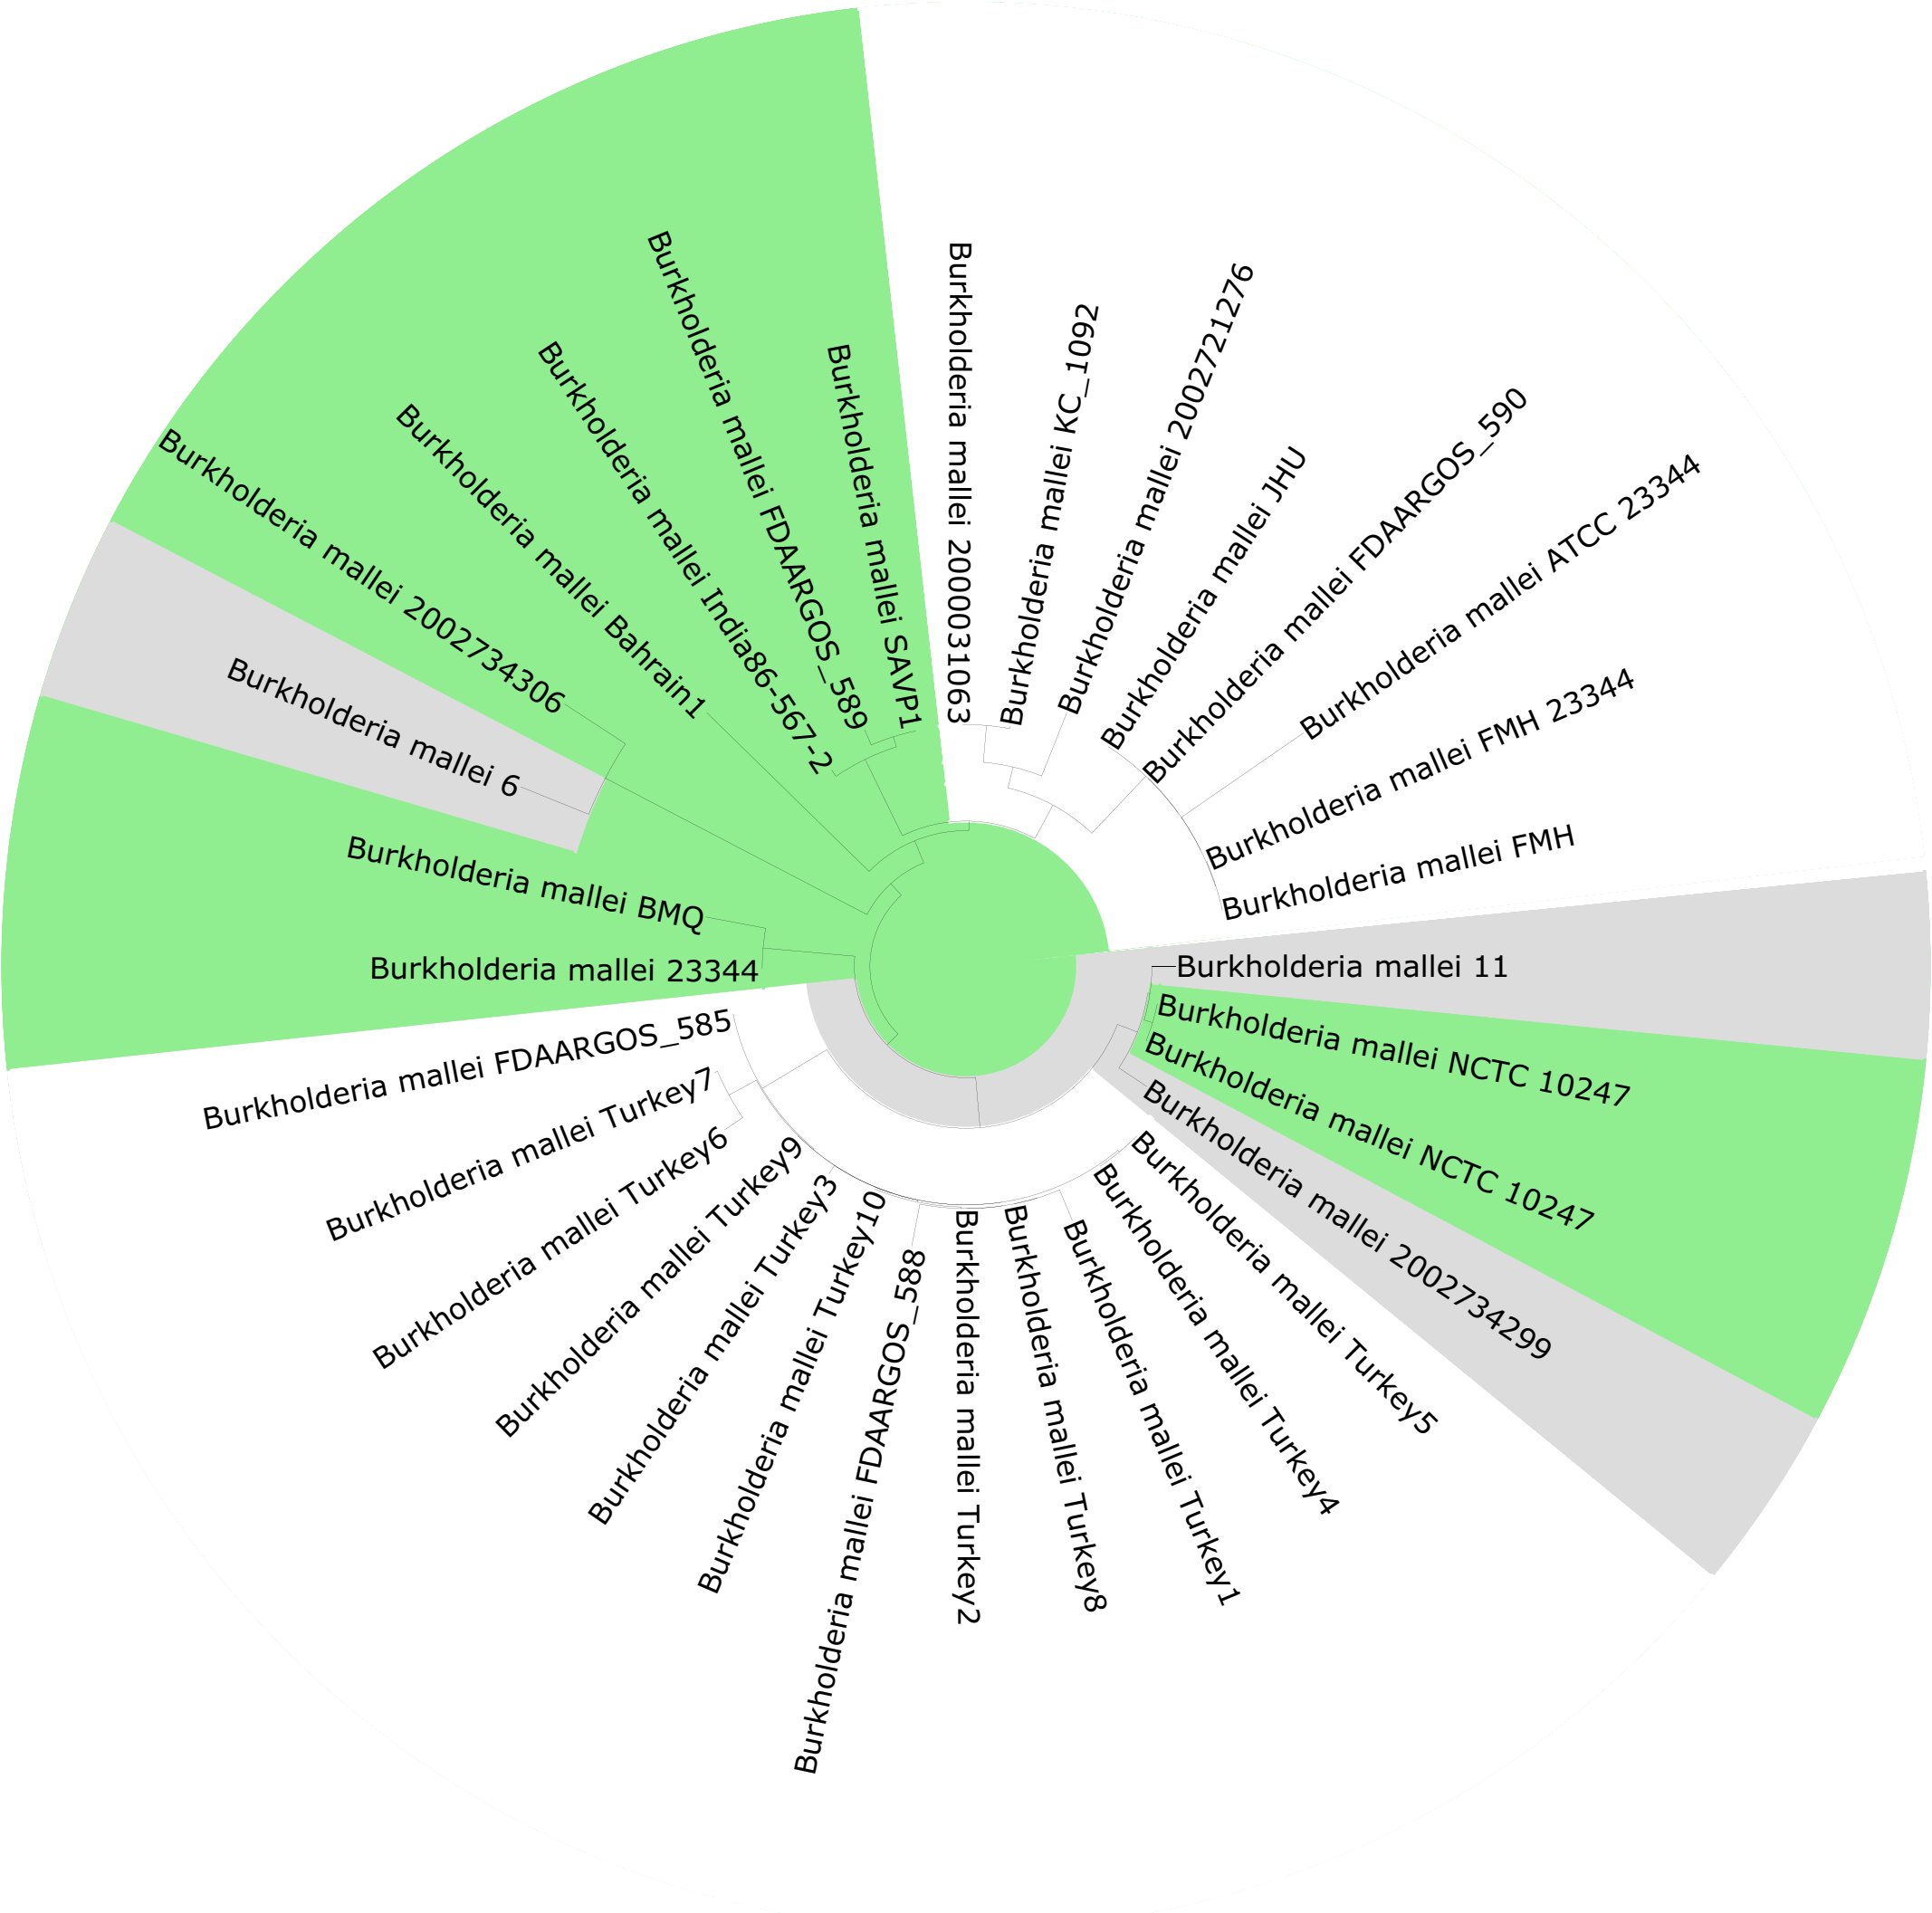 Burkholderia mallei 2000031063
Burkholderia mallei KC_1092
Burkholderia mallei 2002721276
Burkholderia mallei JHU
Burkholderia mallei FDAARGOS_590
Burkholderia mallei ATCC 23344
Burkholderia mallei FMH 23344
Burkholderia mallei FMH
Burkholderia mallei 11
Burkholderia mallei NCTC 10247
Burkholderia mallei NCTC 10247
Burkholderia mallei 2002734299
Burkholderia mallei Turkey5
Burkholderia mallei Turkey4
Burkholderia mallei Turkey1
Burkholderia mallei Turkey8
Burkholderia mallei Turkey2
Burkholderia mallei FDAARGOS_588
Burkholderia mallei Turkey10
Burkholderia mallei Turkey3
Burkholderia mallei Turkey9
Burkholderia mallei Turkey6
Burkholderia mallei Turkey7
Burkholderia mallei FDAARGOS_585
Burkholderia mallei 23344
Burkholderia mallei BMQ
Burkholderia mallei 6
Burkholderia mallei 2002734306
Burkholderia mallei Bahrain1
Burkholderia mallei India86-567-2
Burkholderia mallei FDAARGOS_589
Burkholderia mallei SAVP1